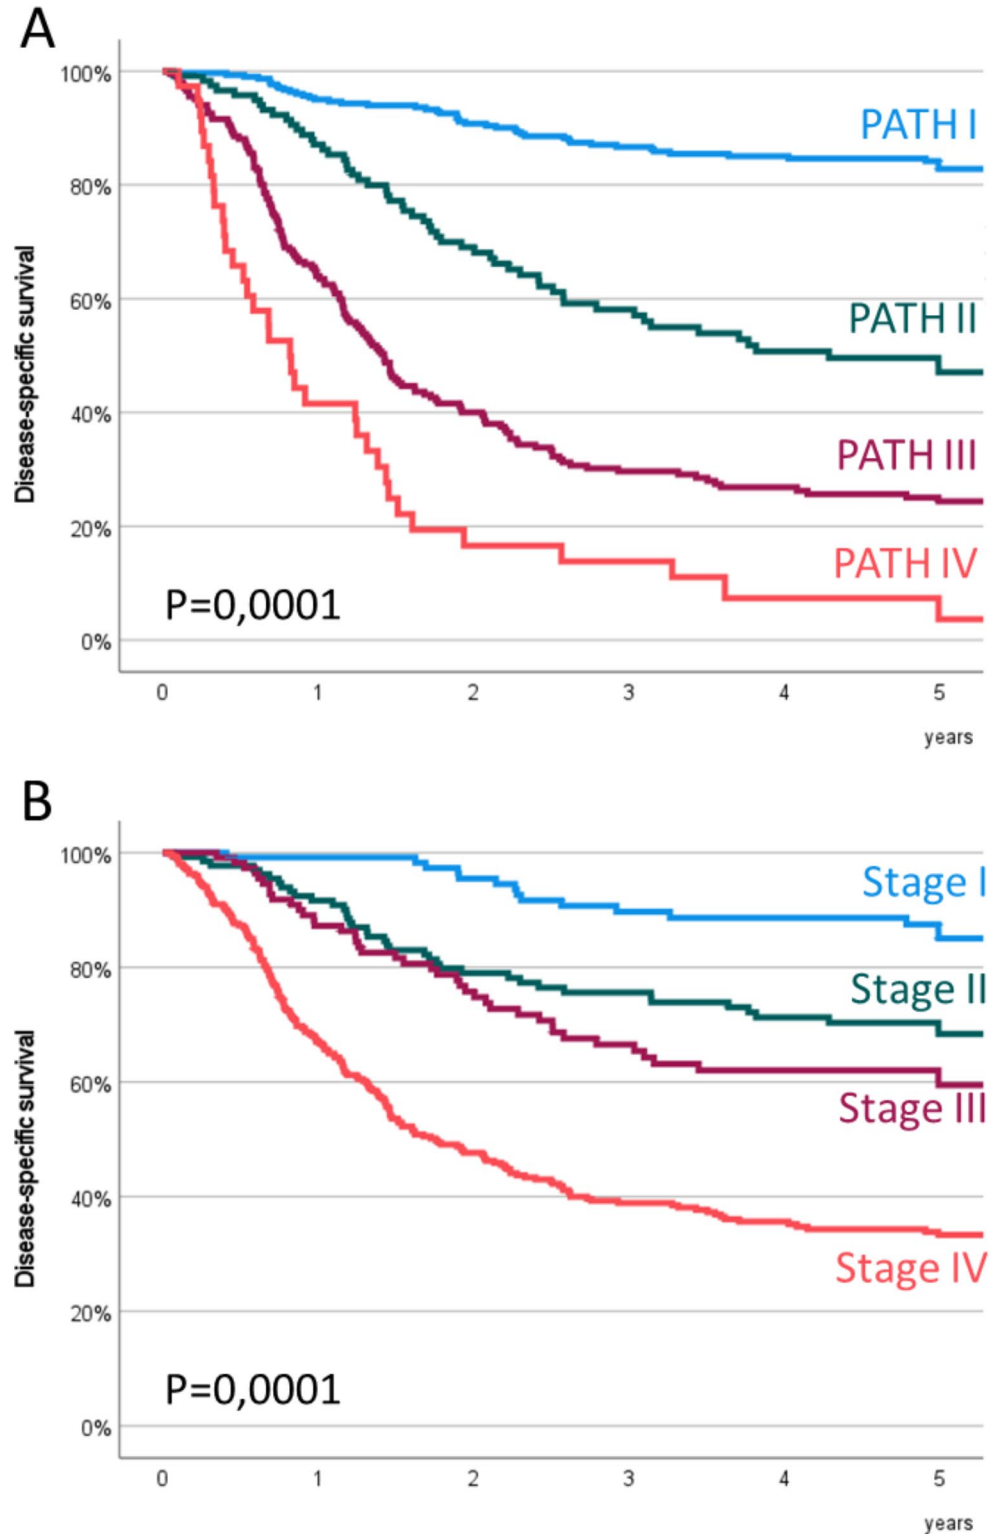 A
Disease-specific survival
100%
80%
60%
40%
20%
0%
PATH I
PATH II
PATH III
PATH IV
P=0,0001
0 1 2 3 4 5
years
B
Disease-specific survival
100%
80%
60%
40%
20%
0%
Stage I
Stage II
Stage III
Stage IV
P=0,0001
0 1 2 3 4 5
years